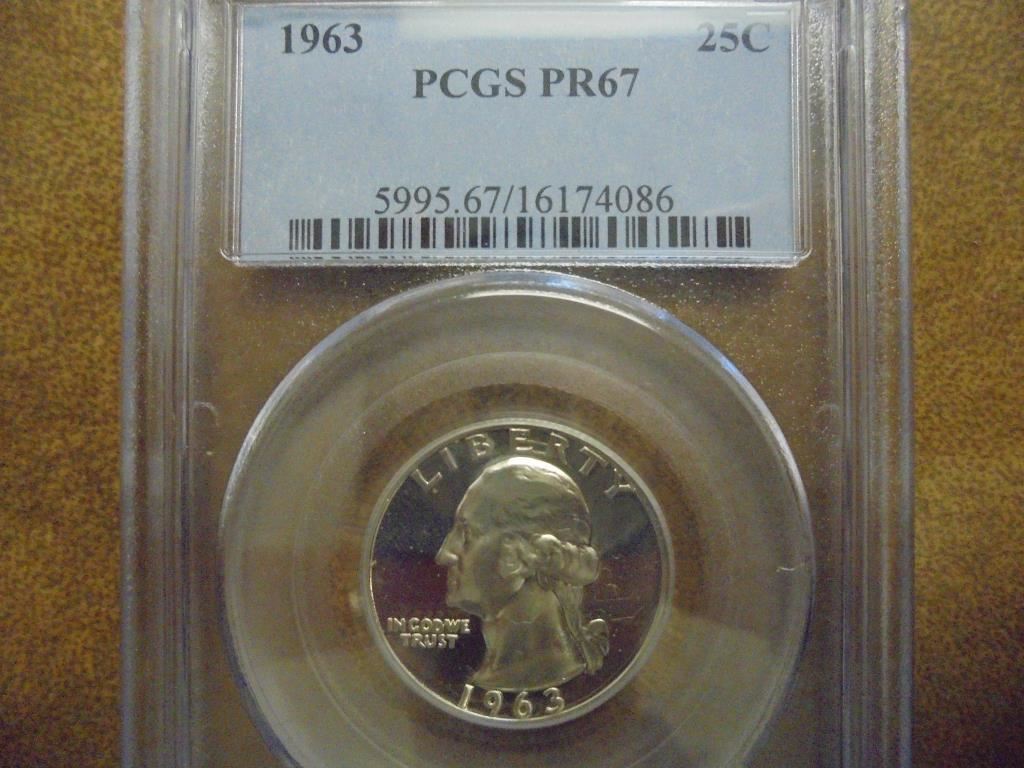 1963 25C
PCGS PR67
5995.67/16174086
LIBERTY
IN GOD WE
TRUST
1963